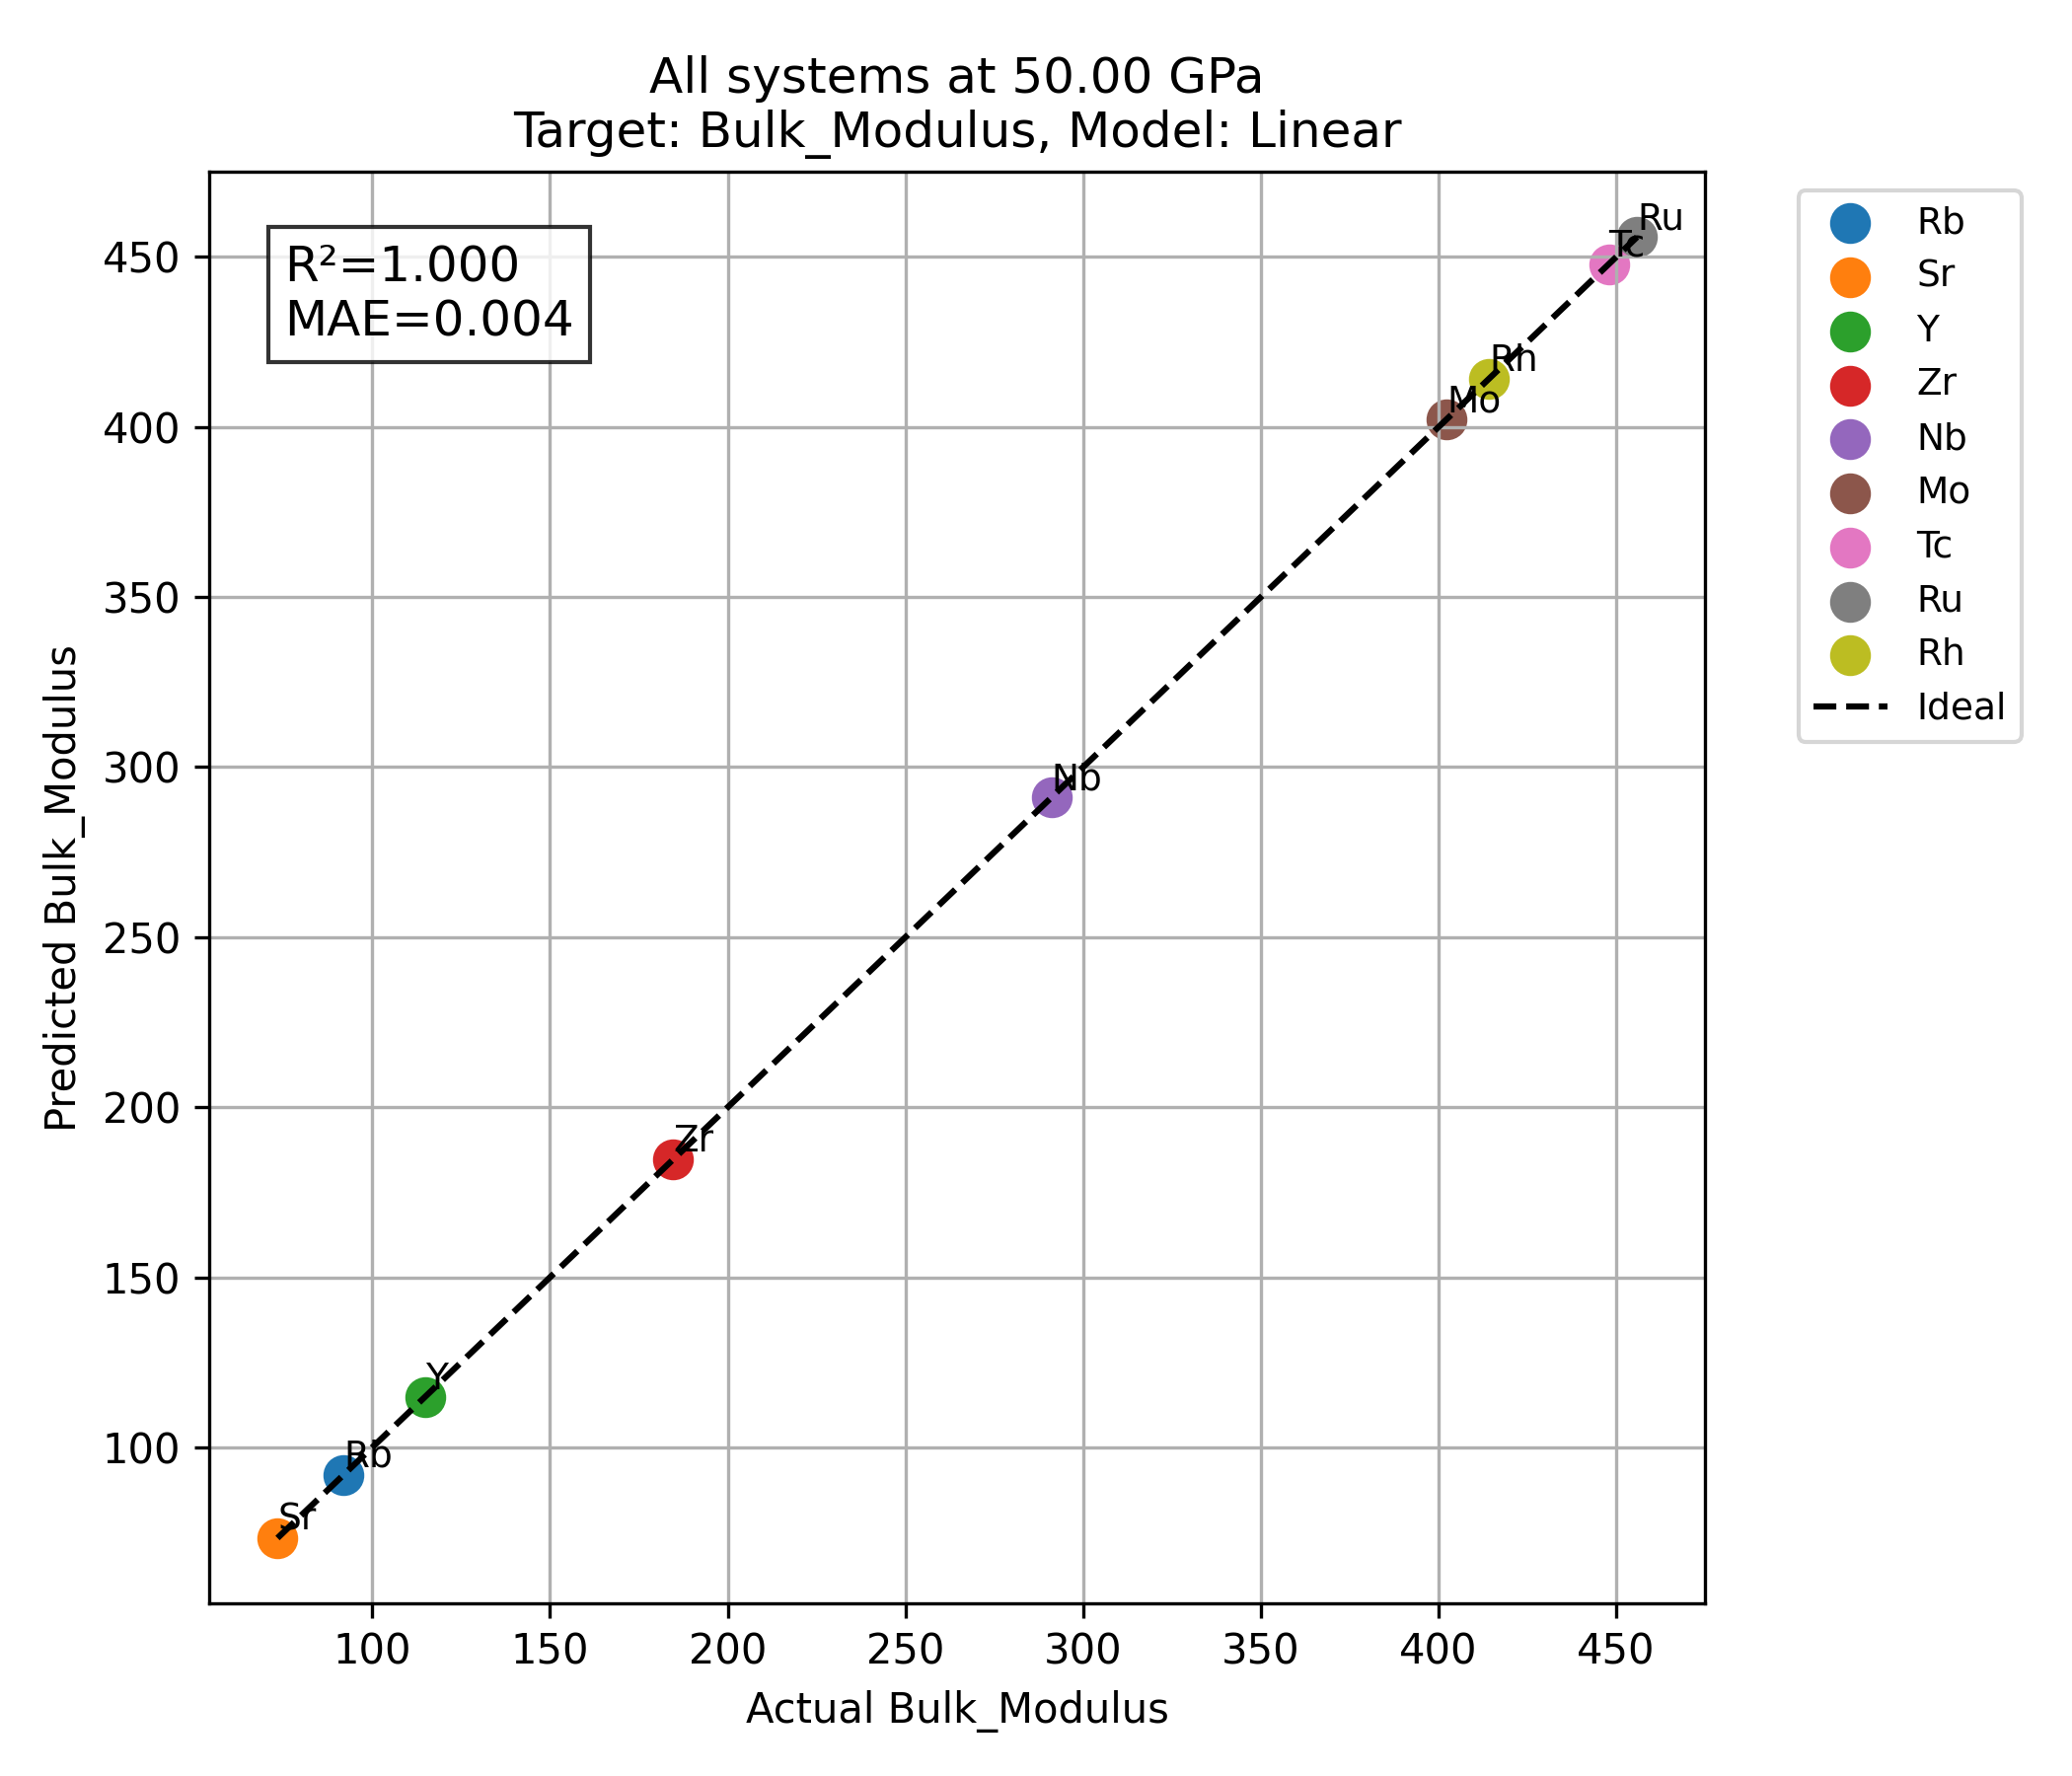 All systems at 50.00 GPa
Target: Bulk_Modulus, Model: Linear
R²=1.000
MAE=0.004
Predicted Bulk_Modulus
450
400
350
300
250
200
150
100
Ru
Tc
Rh
Mo
Nb
Zr
Y
Rb
Sr
100 150 200 250 300 350 400 450
Actual Bulk_Modulus
Rb
Sr
Y
Zr
Nb
Mo
Tc
Ru
Rh
Ideal